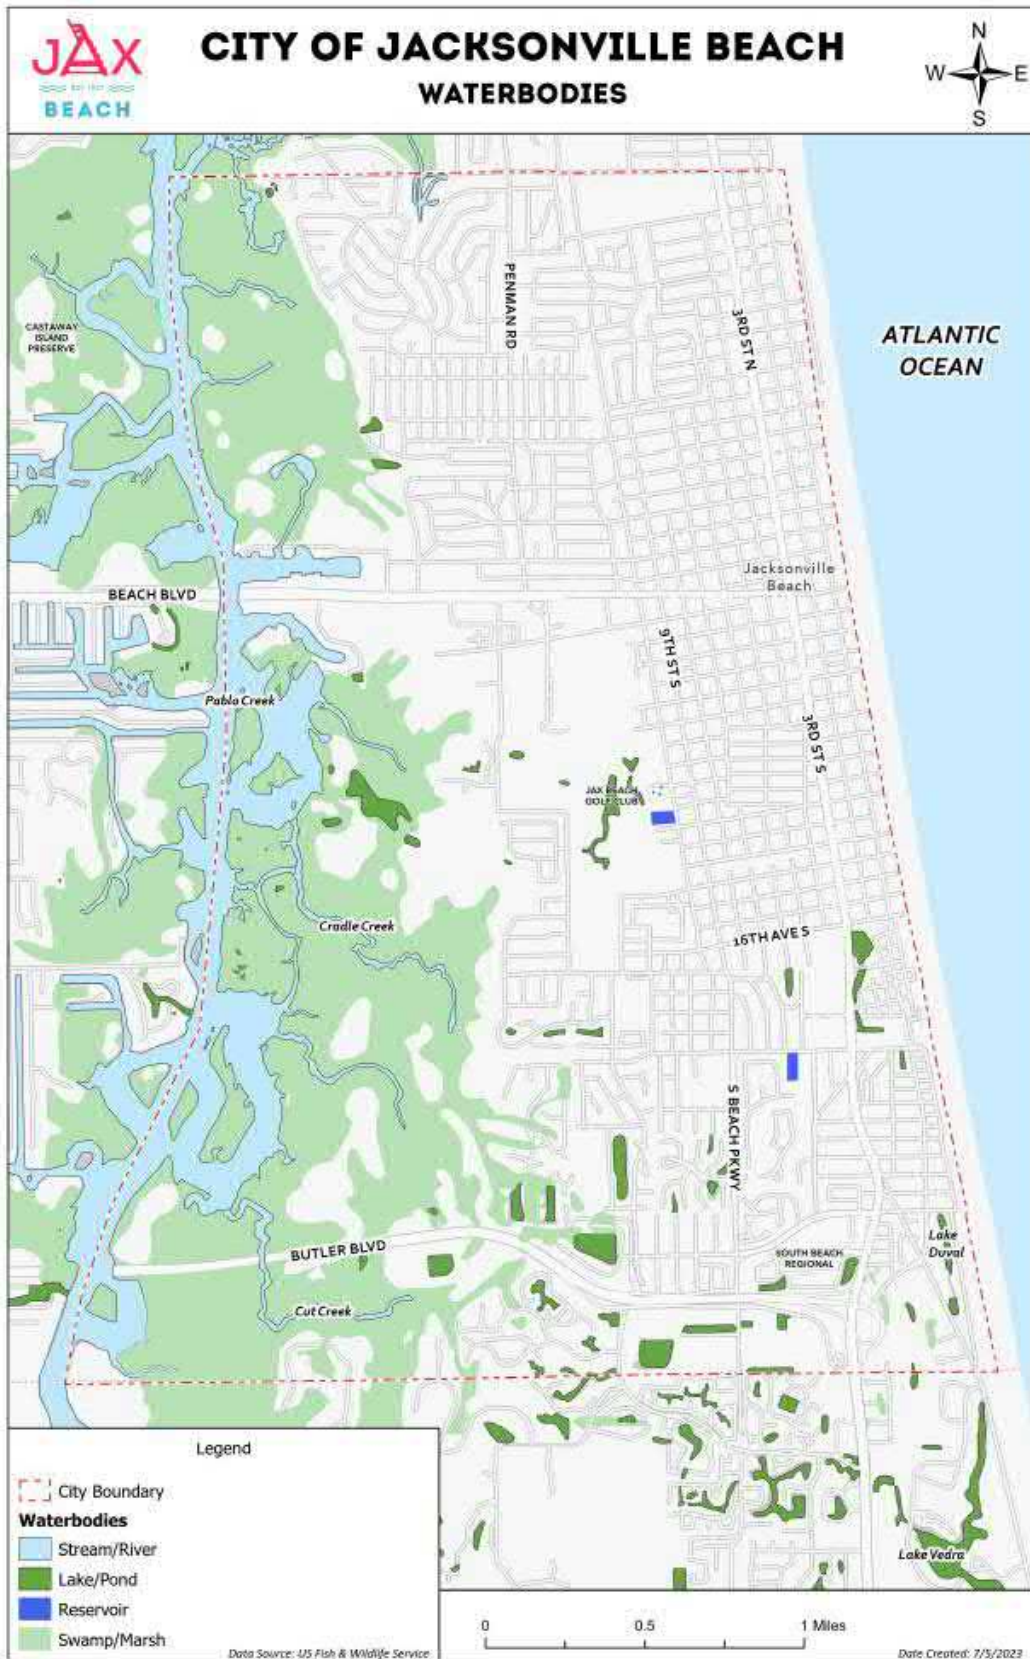 JAX
EST 1907
BEACH
CITY OF JACKSONVILLE BEACH
WATERBODIES
N
W
E
S
PENMAN RD
3RD ST N
CASTAWAY
ISLAND
PRESERVE
ATLANTIC
OCEAN
Jacksonville
Beach
BEACH BLVD
9TH ST S
Pablo Creek
3RD ST S
JAX BEACH
GOLF CLUB
Cradle Creek
16TH AVE S
S BEACH PKWY
BUTLER BLVD
SOUTH BEACH
REGIONAL
Lake
Duval
Cut Creek
Lake Vedra
Legend
City Boundary
Waterbodies
Stream/River
Lake/Pond
Reservoir
Swamp/Marsh
Data Source: US Fish & Wildlife Service
0
0.5
1 Miles
Date Created: 7/5/2023